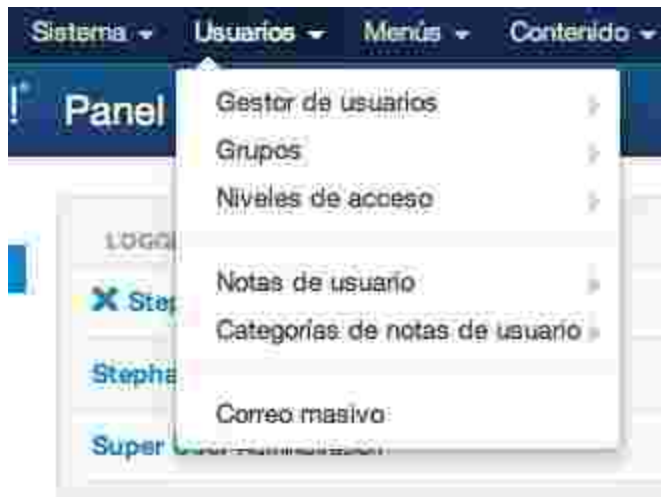 Sistema Usuarios Menús Contenido
! Panel
Gestor de usuarios
Grupos
Niveles de acceso
LOGG
Notas de usuario
Step
Categorías de notas de usuario
Stepha
Correo masivo
Super